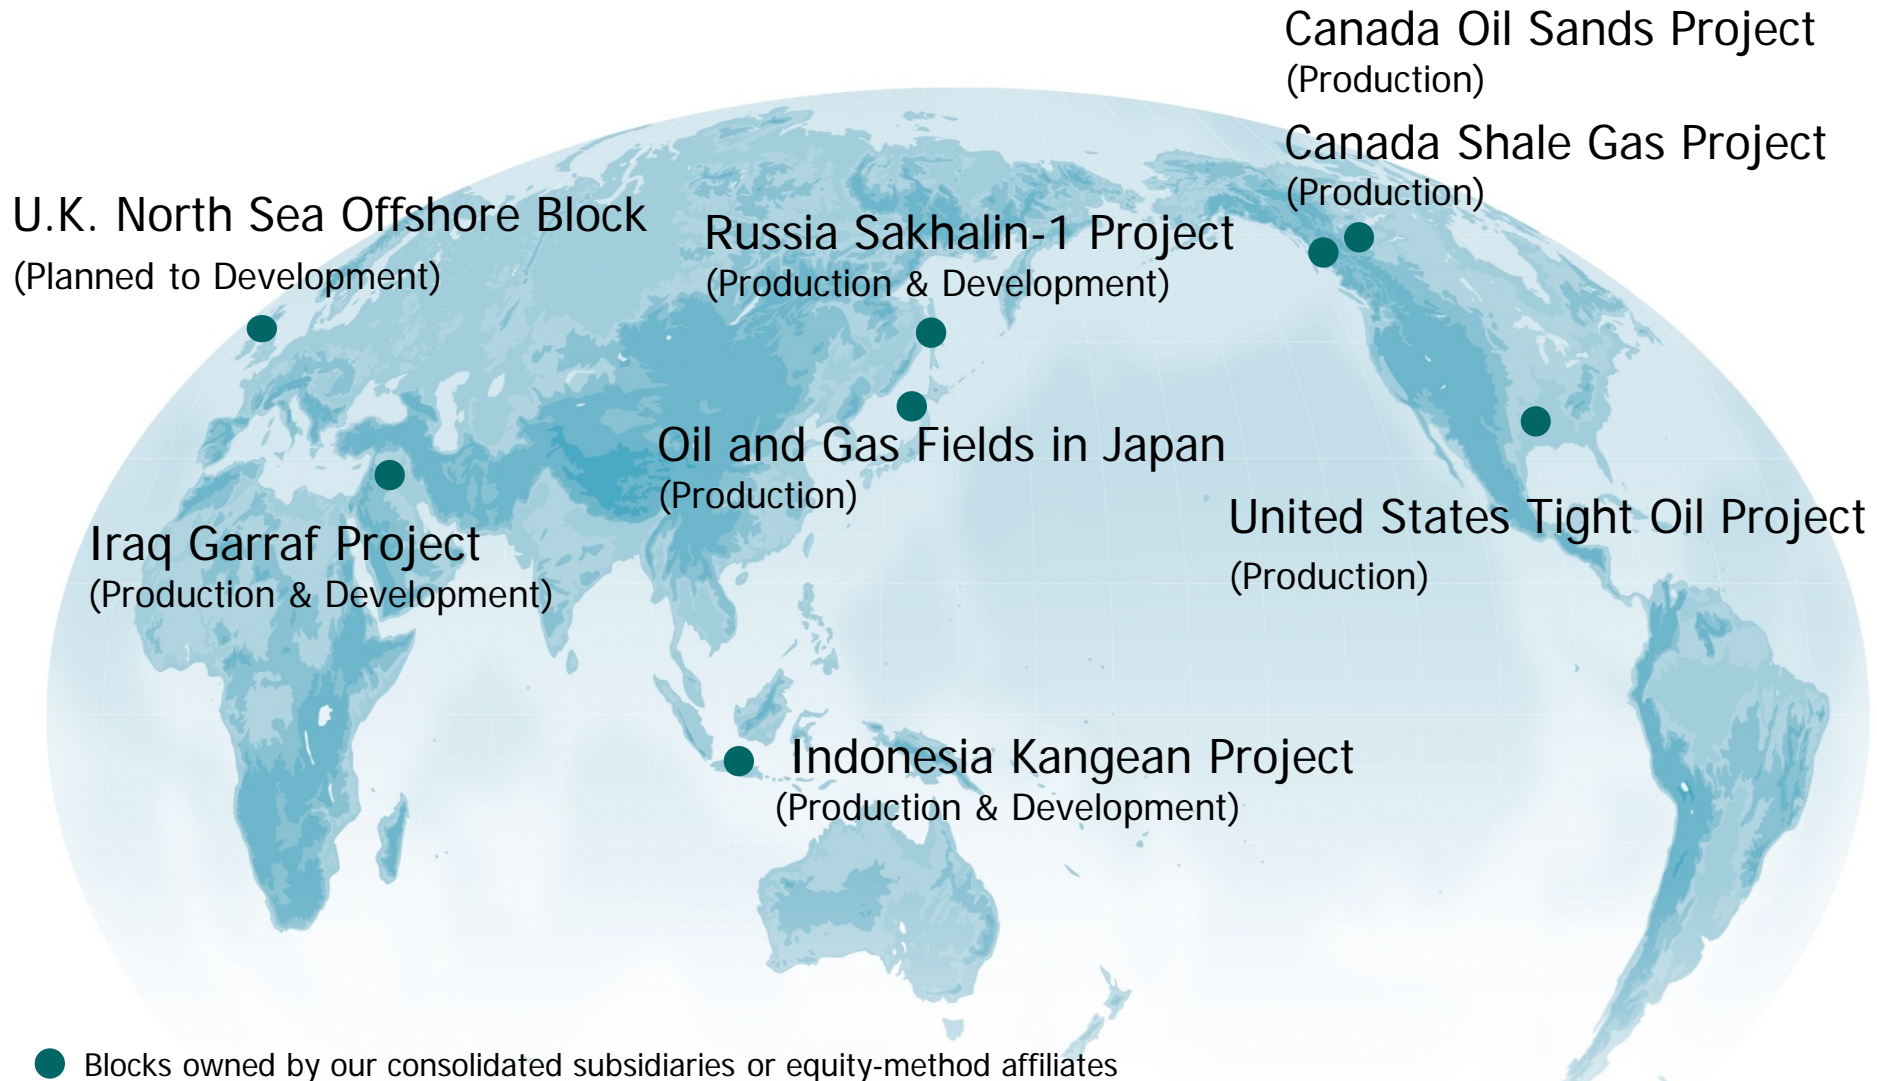 Canada Oil Sands Project
(Production)
Canada Shale Gas Project
(Production)
U.K. North Sea Offshore Block
(Planned to Development)
Russia Sakhalin-1 Project
(Production & Development)
Oil and Gas Fields in Japan
(Production)
United States Tight Oil Project
(Production)
Iraq Garraf Project
(Production & Development)
Indonesia Kangean Project
(Production & Development)
Blocks owned by our consolidated subsidiaries or equity-method affiliates